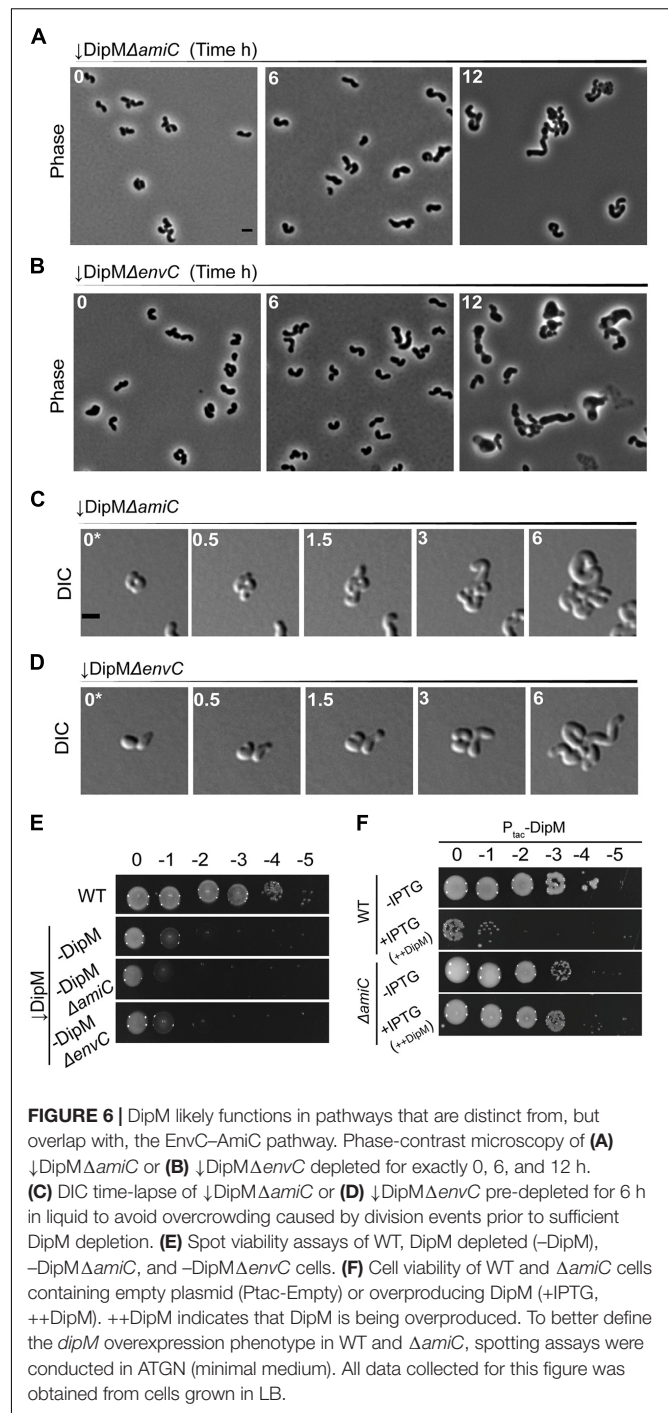 A
↓DipMΔamiC (Time h)
Phase
0
6
12
B
↓DipMΔenvC (Time h)
Phase
0
6
12
C
↓DipMΔamiC
DIC
0*
0.5
1.5
3
6
D
↓DipMΔenvC
DIC
0*
0.5
1.5
3
6
E
0 -1 -2 -3 -4 -5
WT
↓DipM
-DipM
-DipM
ΔamiC
-DipM
ΔenvC
F
Ptac-DipM
0 -1 -2 -3 -4 -5
WT
-IPTG
+IPTG
(++DipM)
ΔamiC
-IPTG
+IPTG
(++DipM)
FIGURE 6 | DipM likely functions in pathways that are distinct from, but
overlap with, the EnvC–AmiC pathway. Phase-contrast microscopy of (A)
↓DipMΔamiC or (B) ↓DipMΔenvC depleted for exactly 0, 6, and 12 h.
(C) DIC time-lapse of ↓DipMΔamiC or (D) ↓DipMΔenvC pre-depleted for 6 h
in liquid to avoid overcrowding caused by division events prior to sufficient
DipM depletion. (E) Spot viability assays of WT, DipM depleted (–DipM),
–DipMΔamiC, and –DipMΔenvC cells. (F) Cell viability of WT and ΔamiC cells
containing empty plasmid (Ptac-Empty) or overproducing DipM (+IPTG,
++DipM). ++DipM indicates that DipM is being overproduced. To better define
the dipM overexpression phenotype in WT and ΔamiC, spotting assays were
conducted in ATGN (minimal medium). All data collected for this figure was
obtained from cells grown in LB.